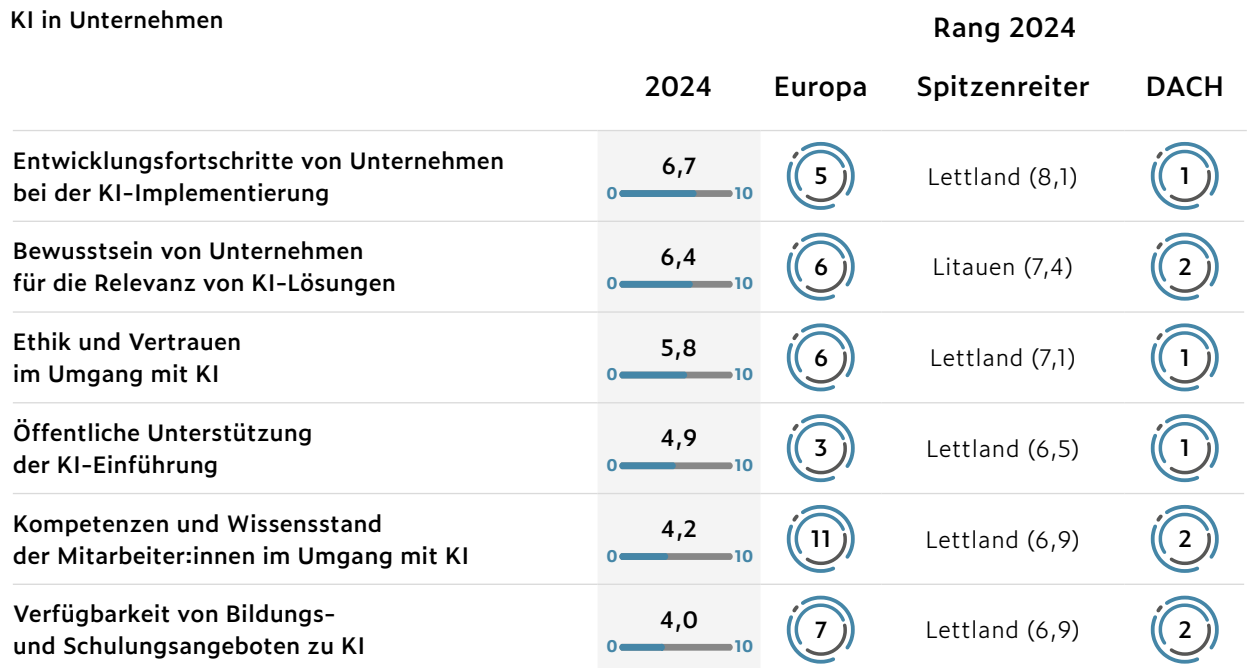 KI in Unternehmen
Rang 2024
2024 Europa Spitzenreiter DACH
Entwicklungsfortschritte von Unternehmen
bei der KI-Implementierung
6,7
0 10
5
Lettland (8,1)
1
Bewusstsein von Unternehmen
für die Relevanz von KI-Lösungen
6,4
0 10
6
Litauen (7,4)
2
Ethik und Vertrauen
im Umgang mit KI
5,8
0 10
6
Lettland (7,1)
1
Öffentliche Unterstützung
der KI-Einführung
4,9
0 10
3
Lettland (6,5)
1
Kompetenzen und Wissensstand
der Mitarbeiter:innen im Umgang mit KI
4,2
0 10
11
Lettland (6,9)
2
Verfügbarkeit von Bildungs-
und Schulungsangeboten zu KI
4,0
0 10
7
Lettland (6,9)
2